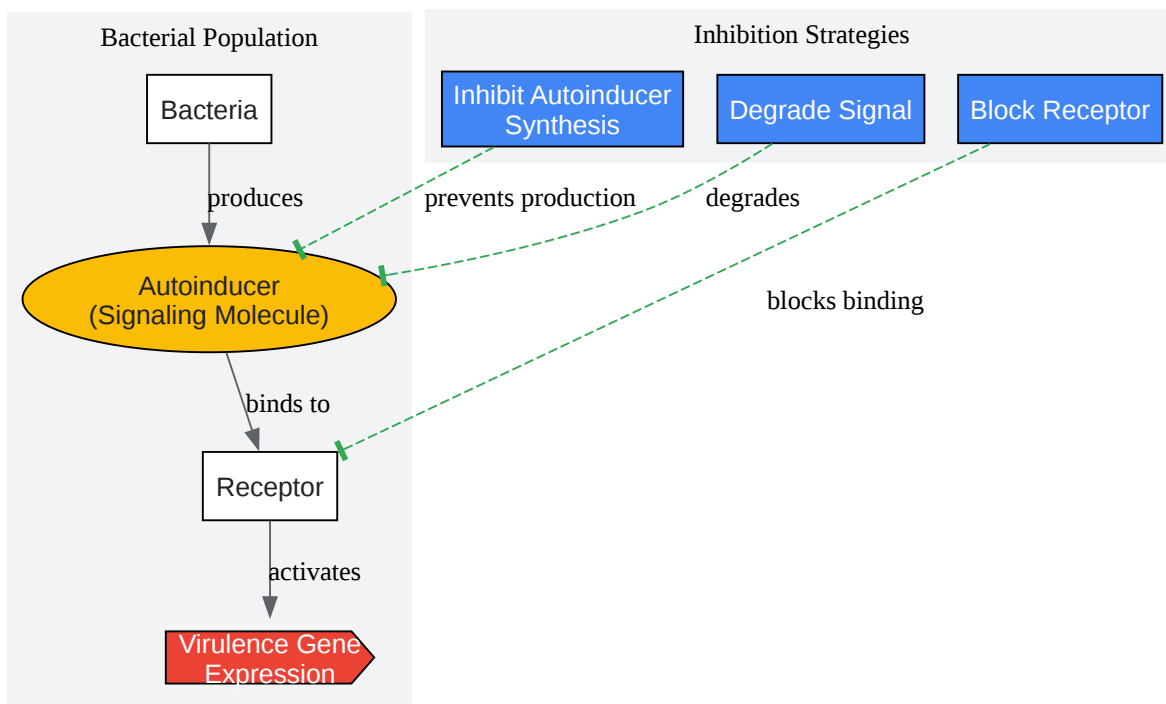 Bacterial Population
Inhibition Strategies
Bacteria
Inhibit Autoinducer
Synthesis
Degrade Signal
Block Receptor
produces
prevents production
degrades
Autoinducer
(Signaling Molecule)
blocks binding
binds to
Receptor
activates
Virulence Gene
Expression